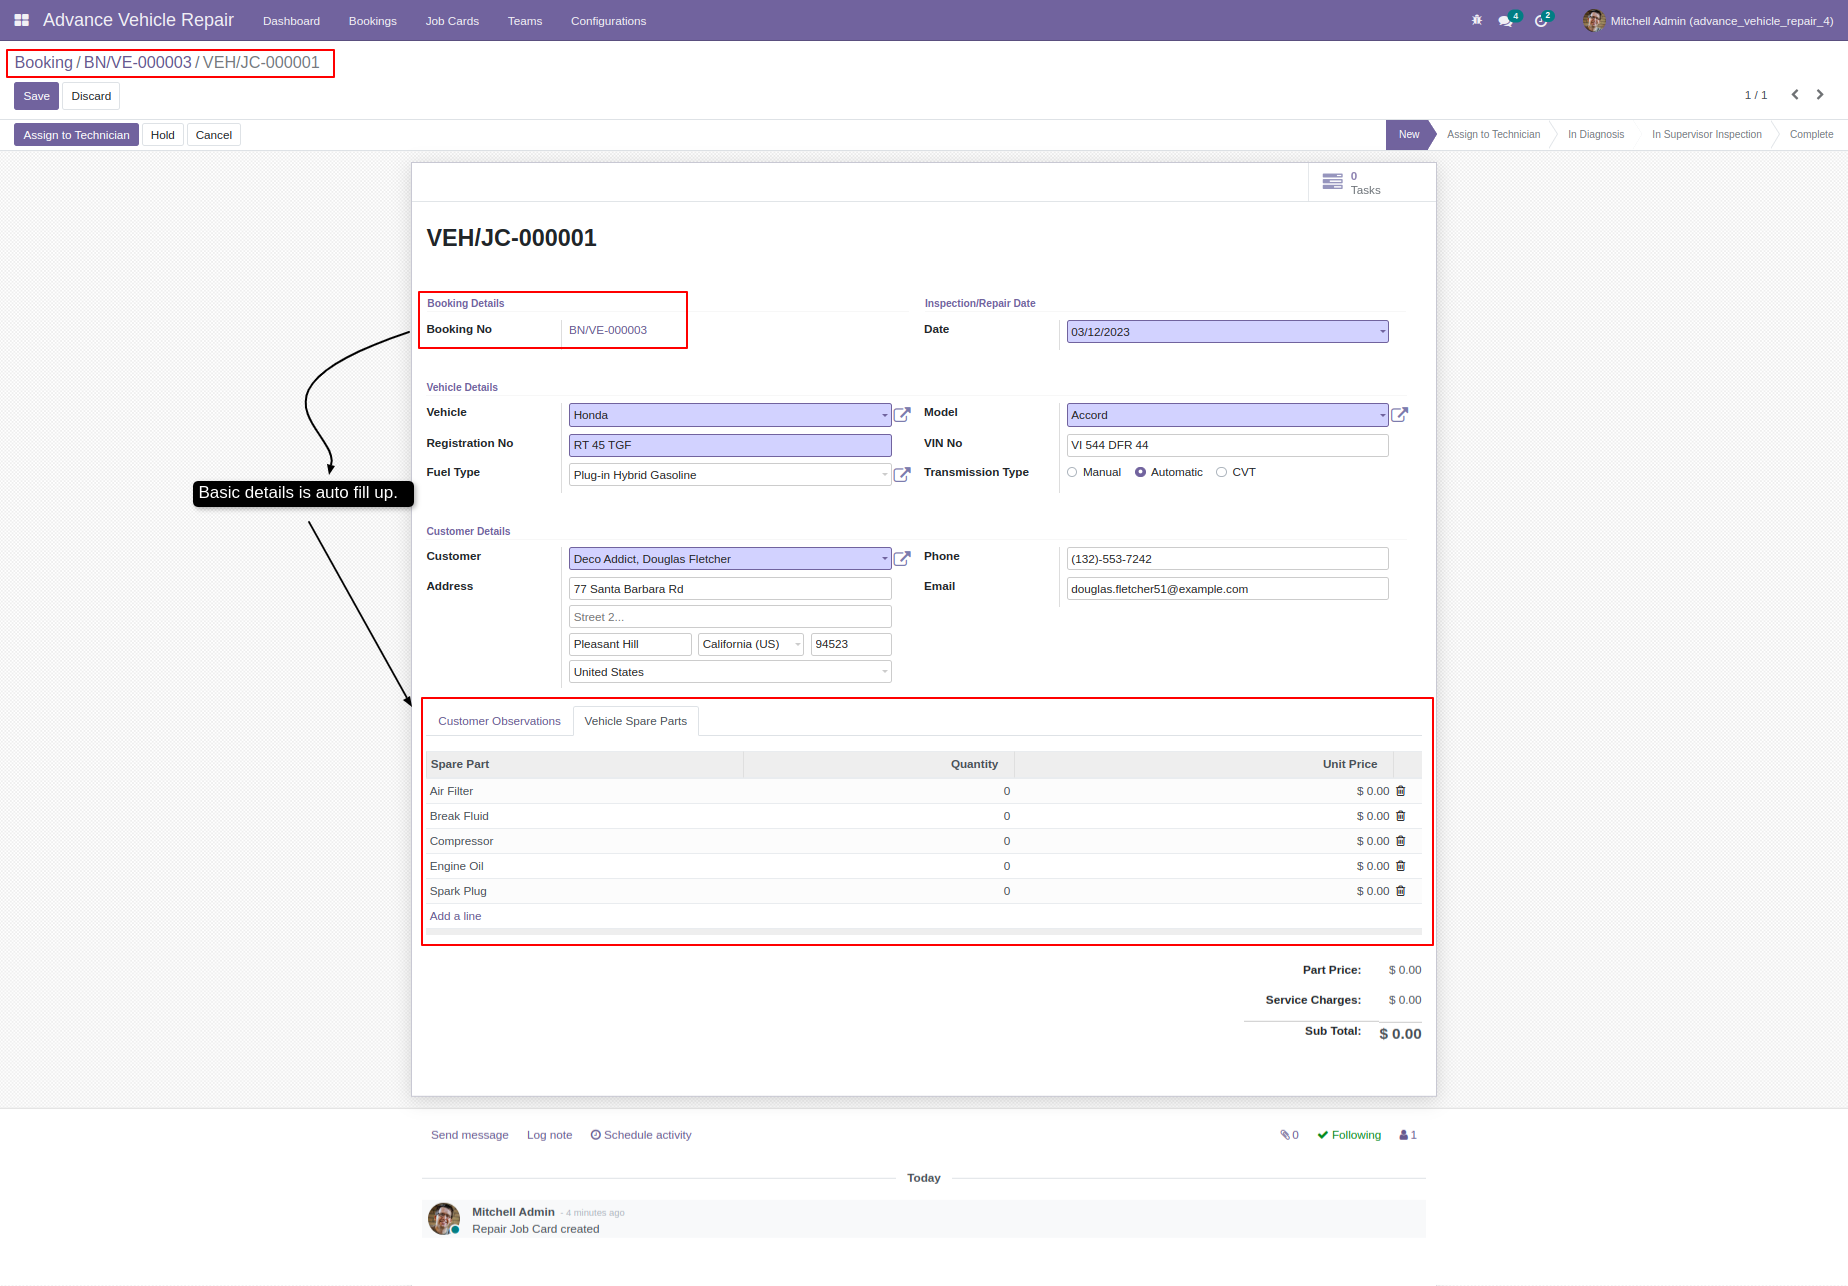 Advance Vehicle Repair Dashboard Bookings Job Cards Teams Configurations 4 2 Mitchell Admin (advance_vehicle_repair_4)
Booking / BN/VE-000003 / VEH/JC-000001
Save Discard 1 / 1
Assign to Technician Hold Cancel New Assign to Technician In Diagnosis In Supervisor Inspection Complete
0
Tasks
VEH/JC-000001
Booking Details Inspection/Repair Date
Booking No BN/VE-000003 Date 03/12/2023
Vehicle Details
Vehicle Honda Model Accord
Registration No RT 45 TGF VIN No VI 544 DFR 44
Fuel Type Plug-in Hybrid Gasoline Transmission Type Manual Automatic CVT
Basic details is auto fill up.
Customer Details
Customer Deco Addict, Douglas Fletcher Phone (132)-553-7242
Address 77 Santa Barbara Rd Email douglas.fletcher51@example.com
Street 2...
Pleasant Hill California (US) 94523
United States
Customer Observations Vehicle Spare Parts
Spare Part Quantity Unit Price
Air Filter 0 $ 0.00
Break Fluid 0 $ 0.00
Compressor 0 $ 0.00
Engine Oil 0 $ 0.00
Spark Plug 0 $ 0.00
Add a line
Part Price: $ 0.00
Service Charges: $ 0.00
Sub Total: $ 0.00
Send message Log note Schedule activity 0 Following 1
Today
Mitchell Admin - 4 minutes ago
Repair Job Card created